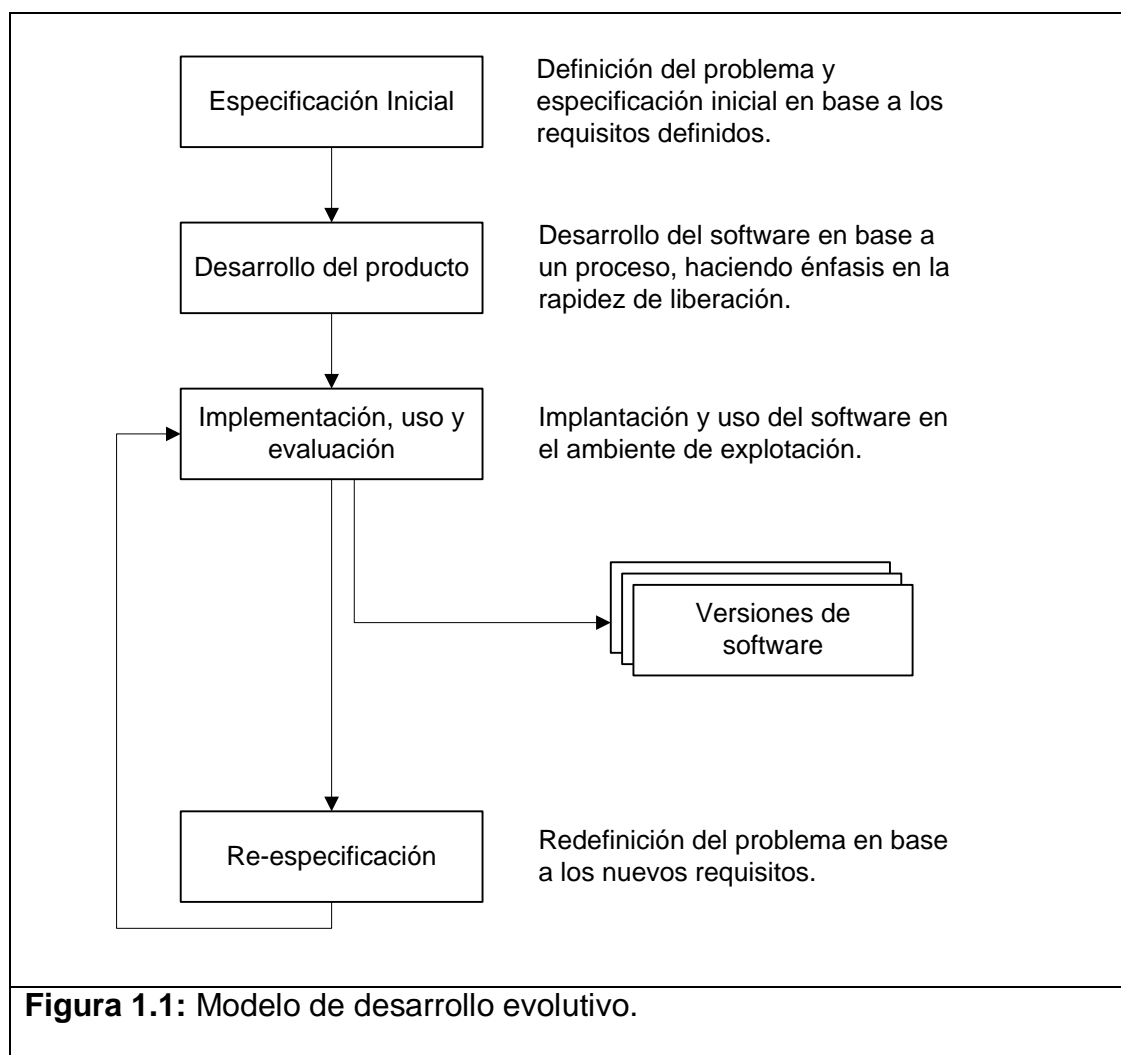 Especificación Inicial
Definición del problema y
especificación inicial en base a los
requisitos definidos.
Desarrollo del producto
Desarrollo del software en base a
un proceso, haciendo énfasis en la
rapidez de liberación.
Implementación, uso y
evaluación
Implantación y uso del software en
el ambiente de explotación.
Versiones de
software
Re-especificación
Redefinición del problema en base
a los nuevos requisitos.
Figura 1.1: Modelo de desarrollo evolutivo.